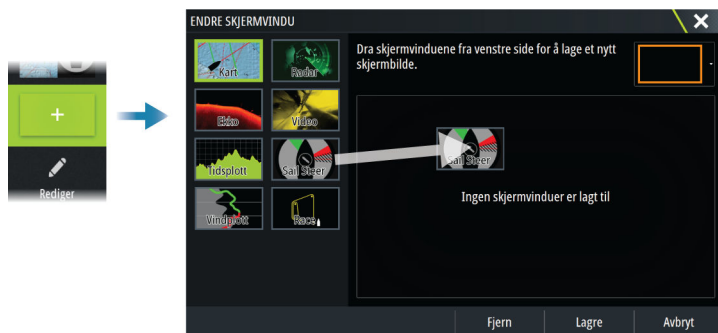 +
Rediger
ENDRE SKJERMVINDU
Kart
Radar
Ekko
Video
Tidsplott
Sail Steer
Vindplott
Race
Dra skjermvinduene fra venstre side for å lage et nytt
skjermbilde.
Sail Steer
Ingen skjermvinduer er lagt til
Fjern
Lagre
Avbryt